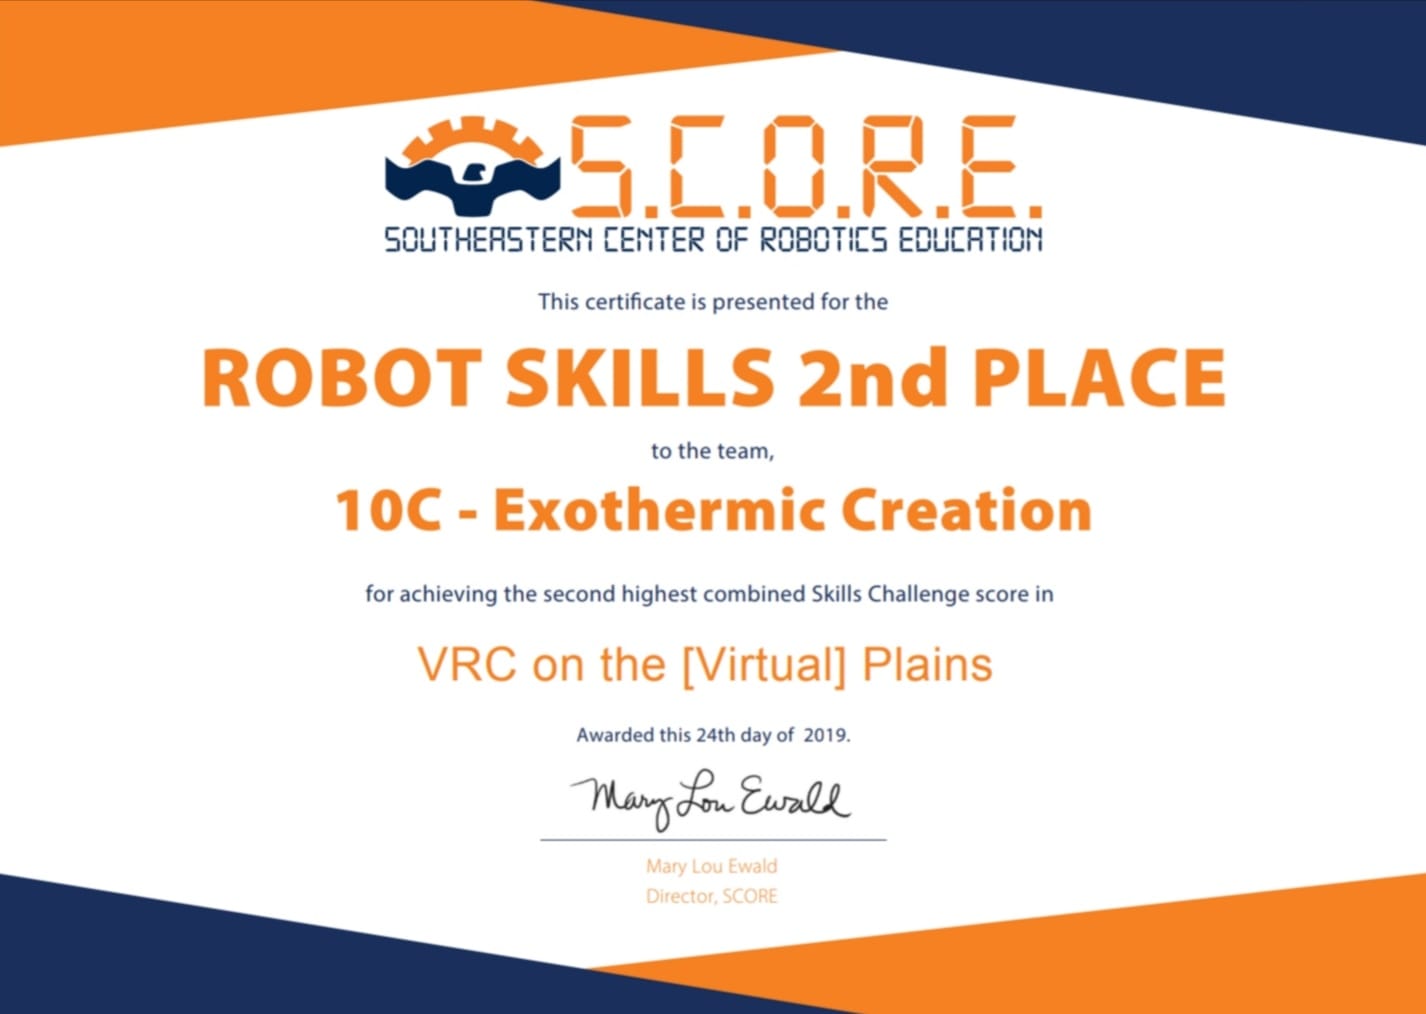 S.C.O.R.E.
SOUTHEASTERN CENTER OF ROBOTICS EDUCATION
This certificate is presented for the
ROBOT SKILLS 2nd PLACE
to the team,
10C - Exothermic Creation
for achieving the second highest combined Skills Challenge score in
VRC on the [Virtual] Plains
Awarded this 24th day of 2019.
Mary Lou Ewald
Mary Lou Ewald
Director, SCORE